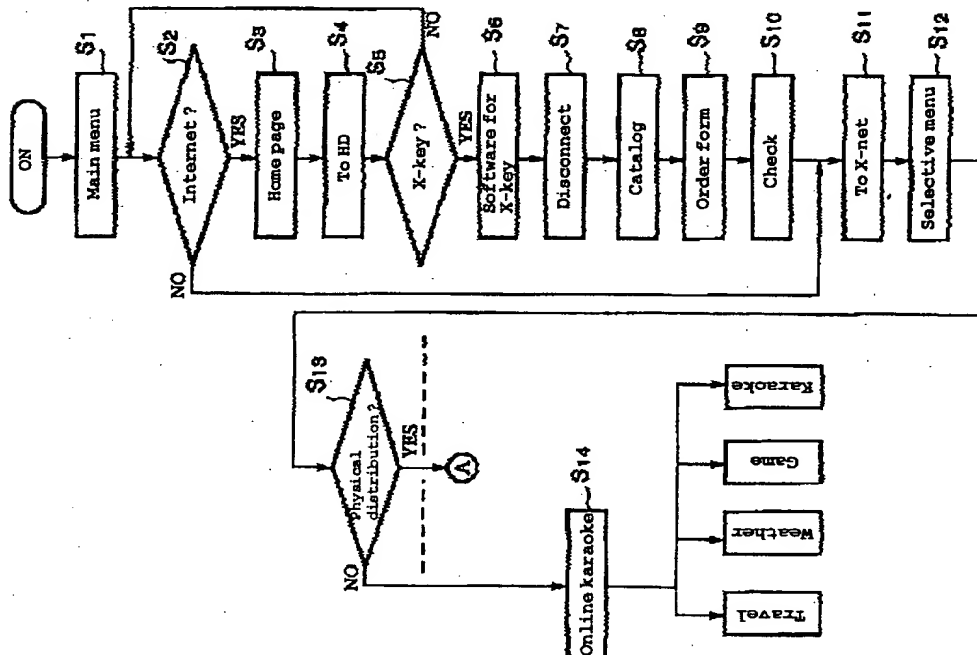 ON
Main menu
S1
Internet ?
S2
YES
NO
Home page
S3
To HD
S4
X-key ?
S5
NO
YES
Software for
X-key
S6
Disconnect
S7
Catalog
S8
Order form
S9
Check
S10
To X-net
S11
Selective menu
S12
Physical
distribution ?
S13
YES
NO
A
Online karaoke
S14
Travel
Weather
Game
Karaoke